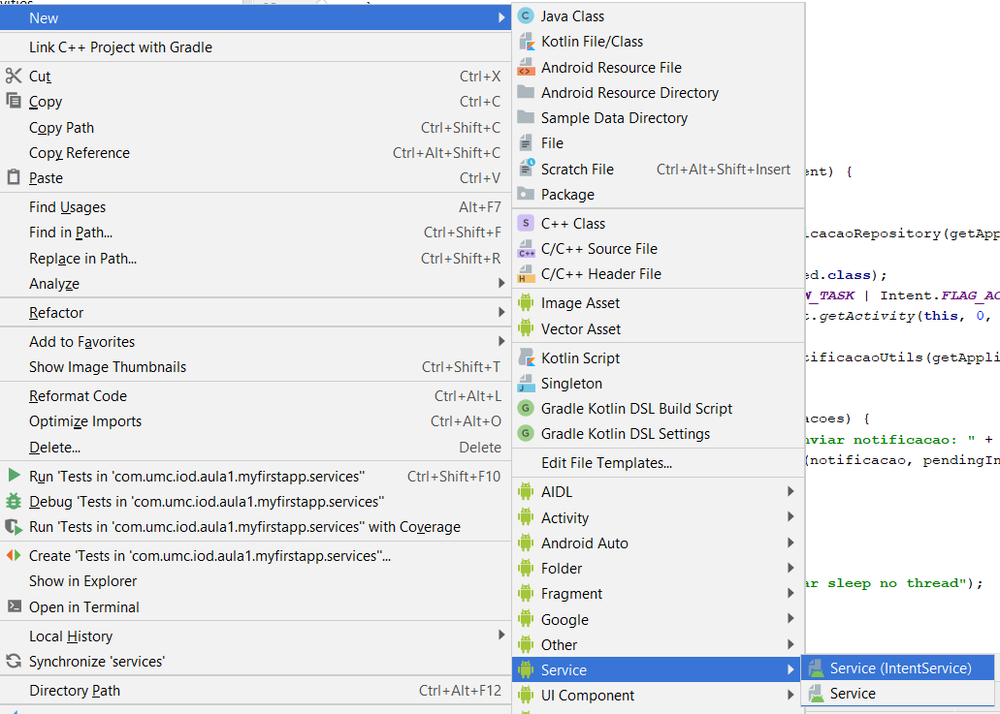 New
Link C++ Project with Gradle
Cut Ctrl+X
Copy Ctrl+C
Copy Path Ctrl+Shift+C
Copy Reference Ctrl+Alt+Shift+C
Paste Ctrl+V
Find Usages Alt+F7
Find in Path... Ctrl+Shift+F
Replace in Path... Ctrl+Shift+R
Analyze
Refactor
Add to Favorites
Show Image Thumbnails Ctrl+Shift+T
Reformat Code Ctrl+Alt+L
Optimize Imports Ctrl+Alt+O
Delete... Delete
Run 'Tests in 'com.umc.iod.aula1.myfirstapp.services'' Ctrl+Shift+F10
Debug 'Tests in 'com.umc.iod.aula1.myfirstapp.services''
Run 'Tests in 'com.umc.iod.aula1.myfirstapp.services'' with Coverage
Create 'Tests in 'com.umc.iod.aula1.myfirstapp.services''...
Show in Explorer
Open in Terminal
Local History
Synchronize 'services'
Directory Path Ctrl+Alt+F12
Java Class
Kotlin File/Class
Android Resource File
Android Resource Directory
Sample Data Directory
File
Scratch File Ctrl+Alt+Shift+Insert
Package
C++ Class
C/C++ Source File
C/C++ Header File
Image Asset
Vector Asset
Kotlin Script
Singleton
Gradle Kotlin DSL Build Script
Gradle Kotlin DSL Settings
Edit File Templates...
AIDL
Activity
Android Auto
Folder
Fragment
Google
Other
Service
UI Component
Service (IntentService)
Service
ent) {
icacaoRepository(getApp
ed.class);
W_TASK | Intent.FLAG_AC
t.getActivity(this, 0,
tificacaoUtils(getAppli
acoes) {
nviar notificacao: " +
(notificacao, pendingIn
ar sleep no thread");